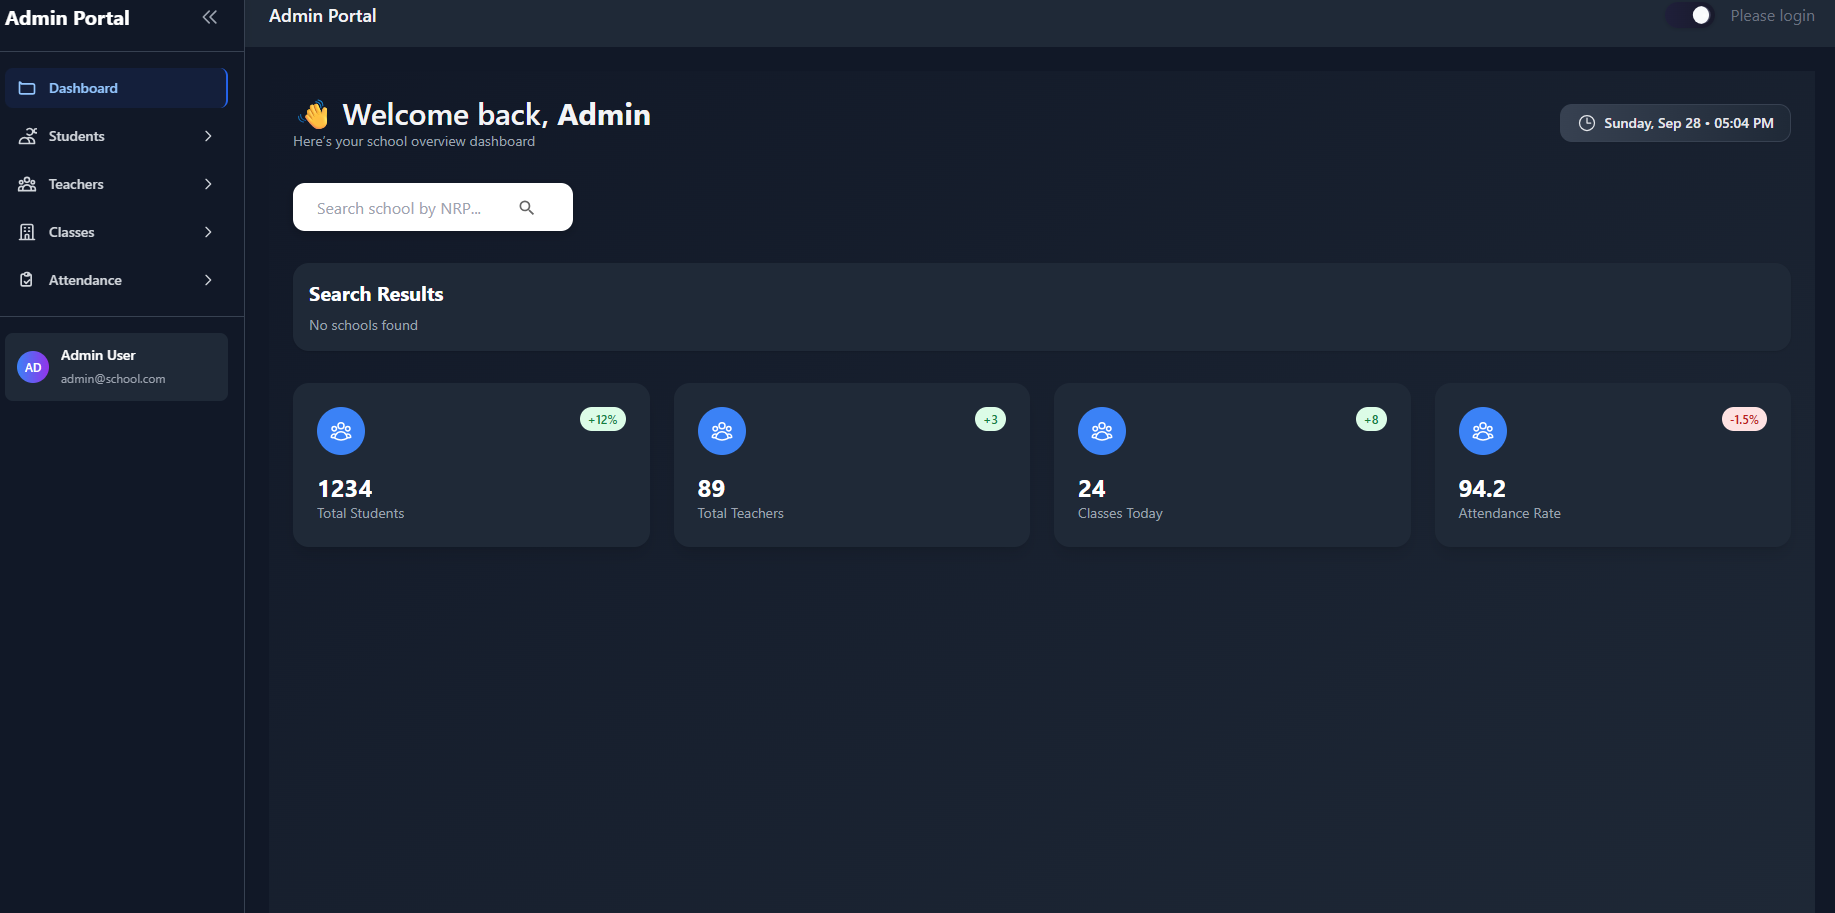 Admin Portal
Dashboard
Students
Teachers
Classes
Attendance
AD
Admin User
admin@school.com
Admin Portal
Please login
👋 Welcome back, Admin
Here's your school overview dashboard
Sunday, Sep 28 • 05:04 PM
Search school by NRP...
Search Results
No schools found
+12%
1234
Total Students
+3
89
Total Teachers
+8
24
Classes Today
-1.5%
94.2
Attendance Rate